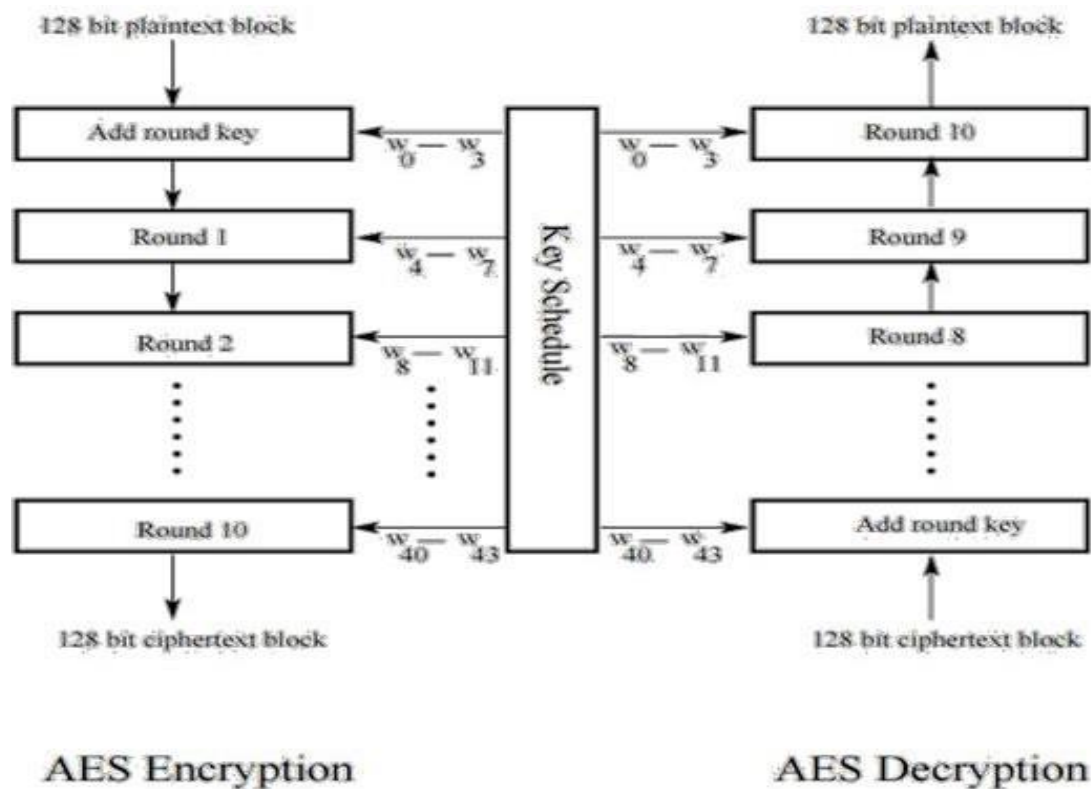 128 bit plaintext block
128 bit plaintext block
Add round key
w0 — w3
w0 — w3
Round 10
Round 1
w4 — w7
w4 — w7
Round 9
Round 2
w8 — w11
w8 — w11
Round 8
Key Schedule
Round 10
w40 — w43
w40. — w43
Add round key
128 bit ciphertext block
128 bit ciphertext block
AES Encryption
AES Decryption